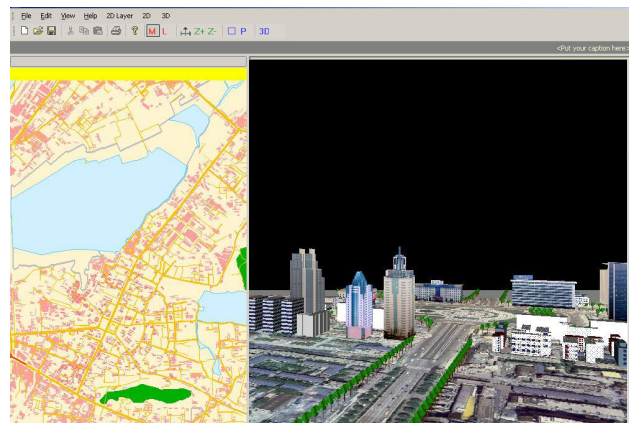 File Edit View Help 2D Layer 2D 3D
M L Z+ Z- P 3D
<Put your caption here:>